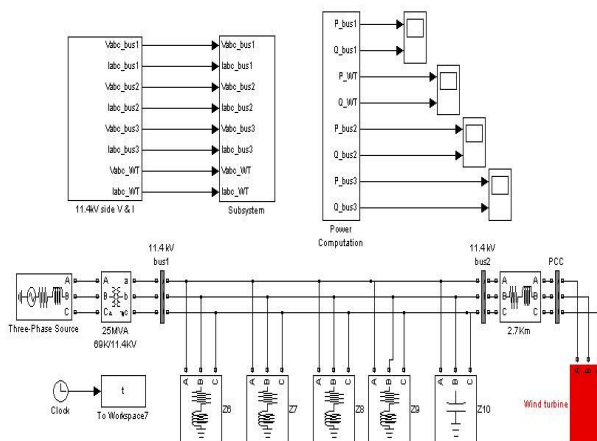 Vabc_bus1 Vabc_bus1
Iabc_bus1 Iabc_bus1
Vabc_bus2 Vabc_bus2
Iabc_bus2 Iabc_bus2
Vabc_bus3 Vabc_bus3
Iabc_bus3 Iabc_bus3
Vabc_WT Vabc_WT
Iabc_WT Iabc_WT
11.4kV side V & I
Subsystem
P_bus1
Q_bus1
P_WT
Q_WT
P_bus2
Q_bus2
P_bus3
Q_bus3
Power
Computation
11.4 kV
bus1
11.4 kV
bus2
PCC
A A a A A
B B b B B
C C c C C
Three-Phase Source
25MVA
69K/11.4KV
2.7Km
A B C
Z6
A B C
Z7
A B C
Z8
A B C
Z9
A B C
Z10
Clock
t
To Workspace7
Wind turbine